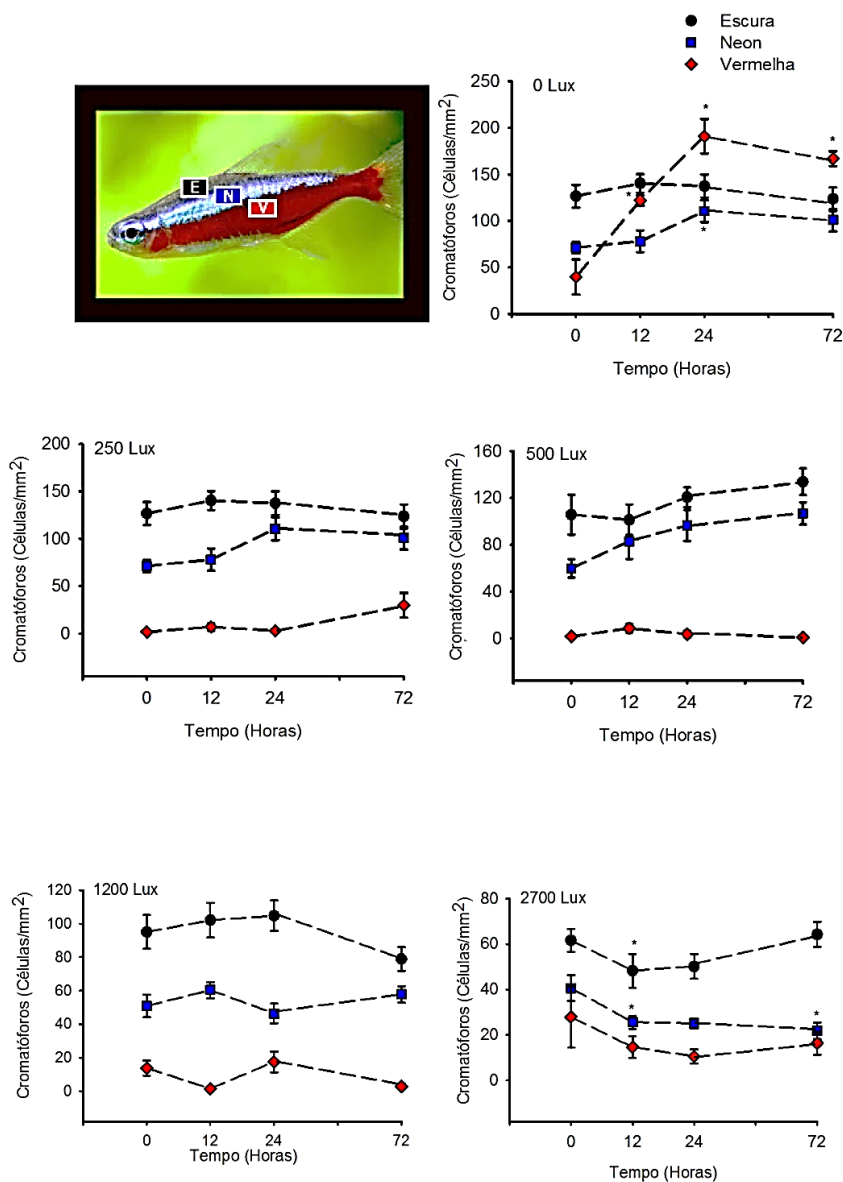 Escura
Neon
Vermelha
E
N
V
0 Lux
Cromatóforos (Células/mm²)
250
200
150
100
50
0
*
*
*
*
0
12
24
72
Tempo (Horas)
250 Lux
Cromatóforos (Células/mm²)
200
150
100
50
0
0
12
24
72
Tempo (Horas)
500 Lux
Cromatóforos (Células/mm²)
160
120
80
40
0
0
12
24
72
Tempo (Horas)
1200 Lux
Cromatóforos (Células/mm²)
120
100
80
60
40
20
0
0
12
24
72
Tempo (Horas)
2700 Lux
Cromatóforos (Células/mm²)
80
60
40
20
0
*
*
*
0
12
24
72
Tempo (Horas)